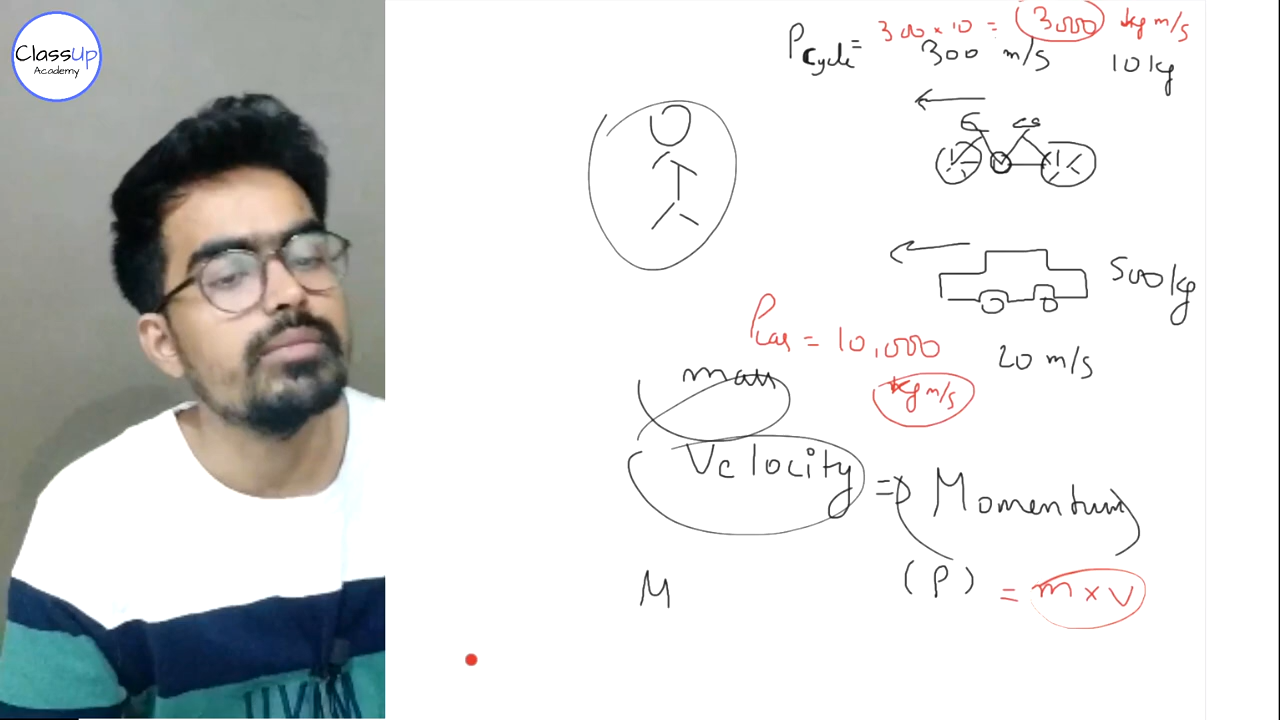 ClassUp
Academy
300×10 = 3000 kg m/s
Pcycle = 300 m/s 10 kg
500 kg
Pcar = 10,000
kg m/s
20 m/s
mass
Velocity => Momentum
M (P) = m × v